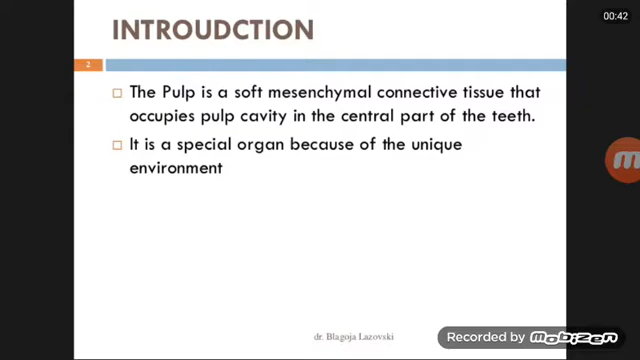 00:42
INTROUDCTION
2
The Pulp is a soft mesenchymal connective tissue that
occupies pulp cavity in the central part of the teeth.
It is a special organ because of the unique
environment
dr. Blagoja Lazovski
Recorded by mobizen